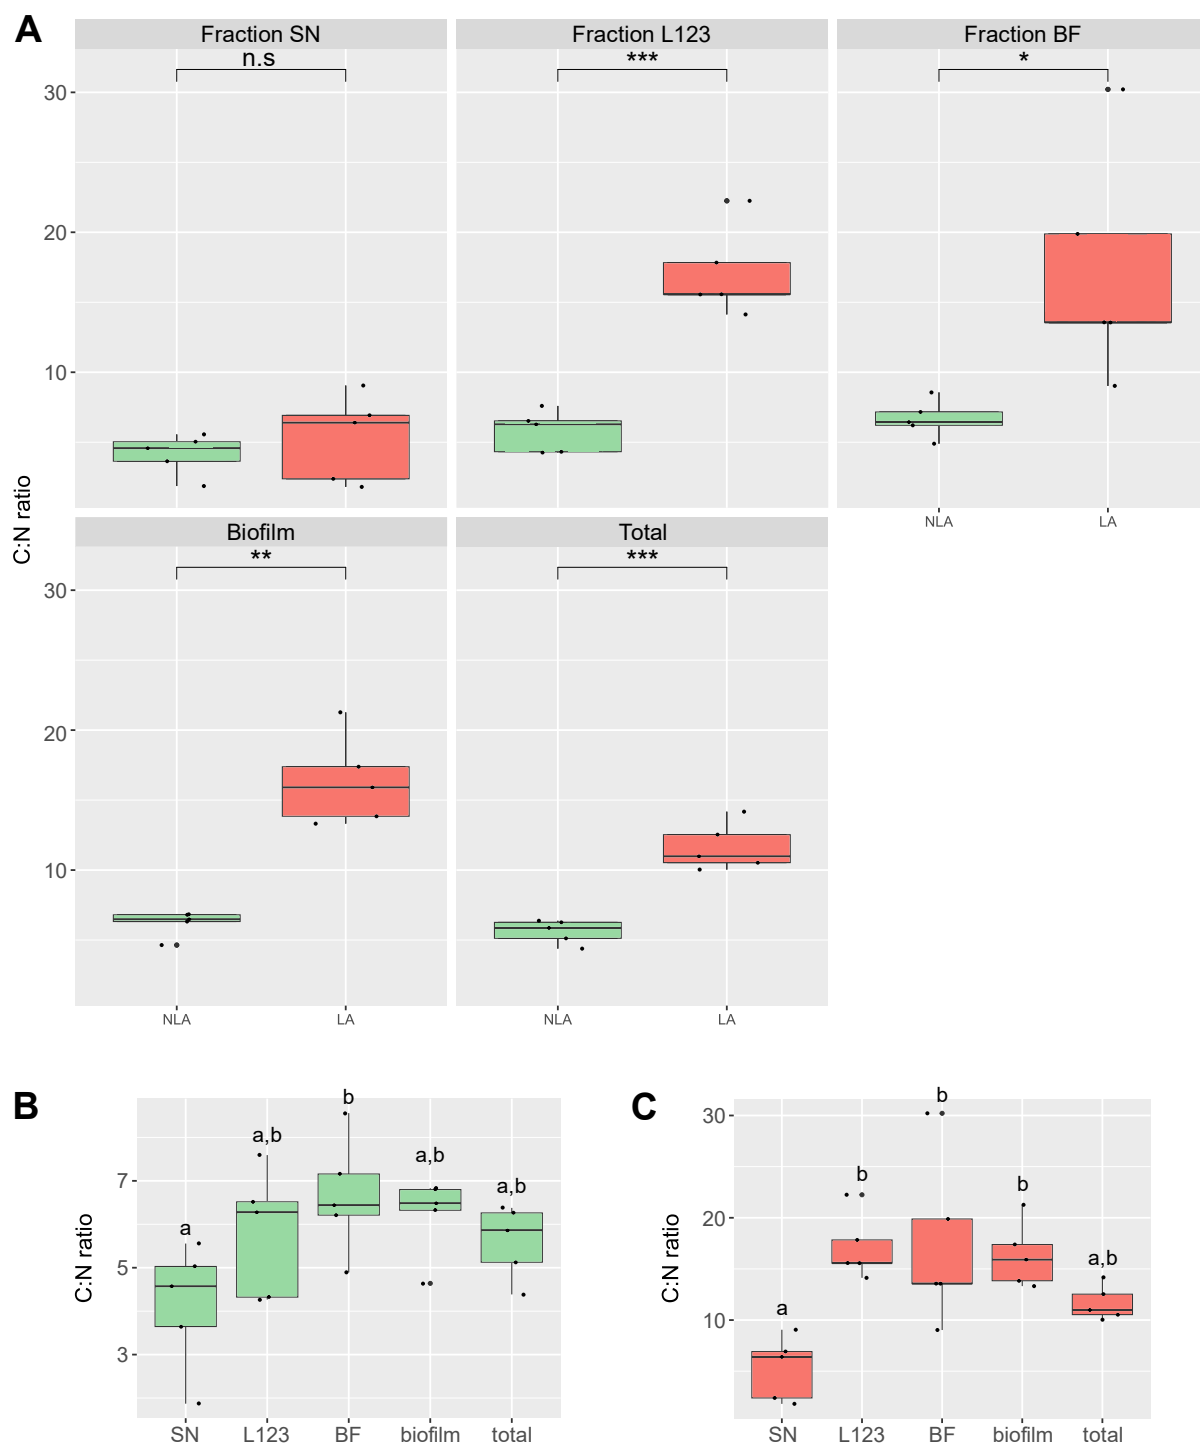 A
Fraction SN
Fraction L123
Fraction BF
n.s
***
*
30
20
10
NLA
LA
C:N ratio
Biofilm
Total
**
***
30
20
10
NLA
LA
NLA
LA
B
C
b
a,b
a,b
a,b
a
7
5
3
C:N ratio
SN
L123
BF
biofilm
total
b
b
b
a,b
a
30
20
10
C:N ratio
SN
L123
BF
biofilm
total